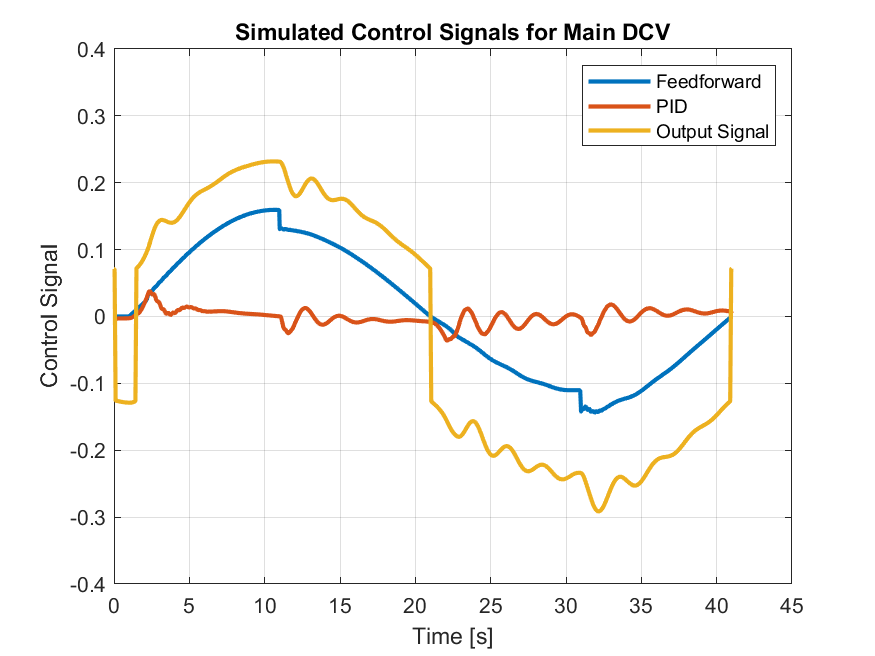 Simulated Control Signals for Main DCV
Feedforward
PID
Output Signal
0.4
0.3
0.2
0.1
0
-0.1
-0.2
-0.3
-0.4
Control Signal
0 5 10 15 20 25 30 35 40 45
Time [s]